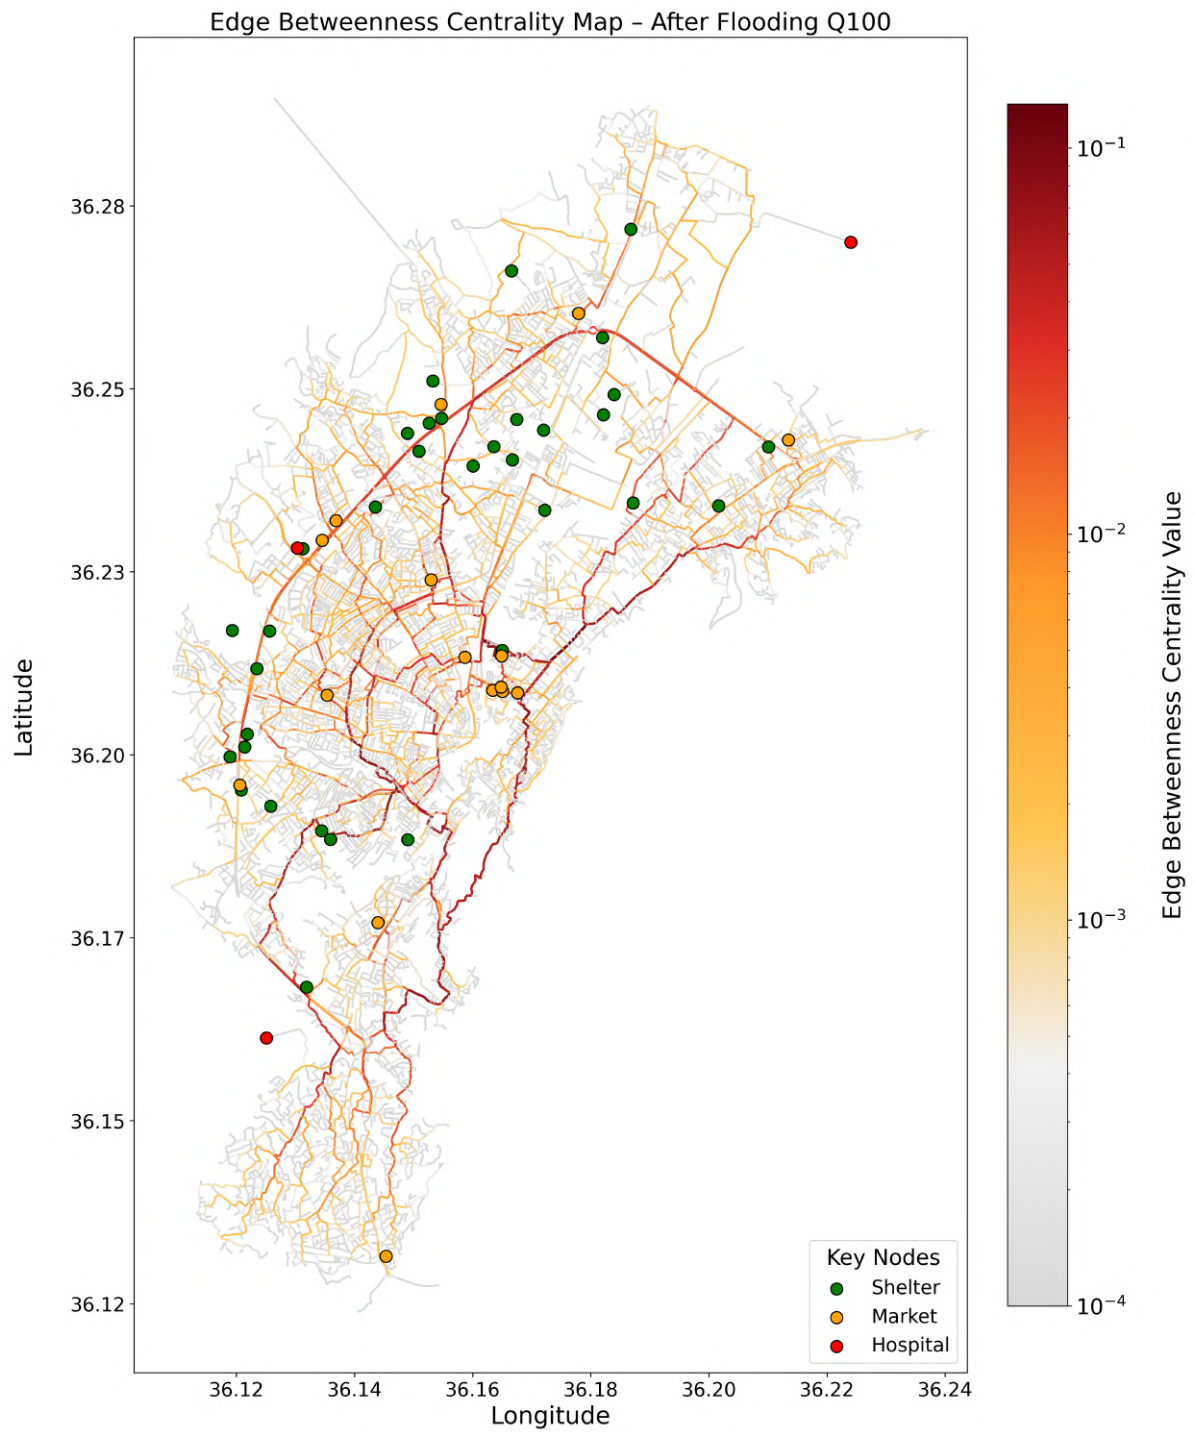 Edge Betweenness Centrality Map – After Flooding Q100
Latitude
36.28
36.25
36.23
36.20
36.17
36.15
36.12
36.12
36.14
36.16
36.18
36.20
36.22
36.24
Longitude
Key Nodes
Shelter
Market
Hospital
10⁻¹
10⁻²
10⁻³
10⁻⁴
Edge Betweenness Centrality Value